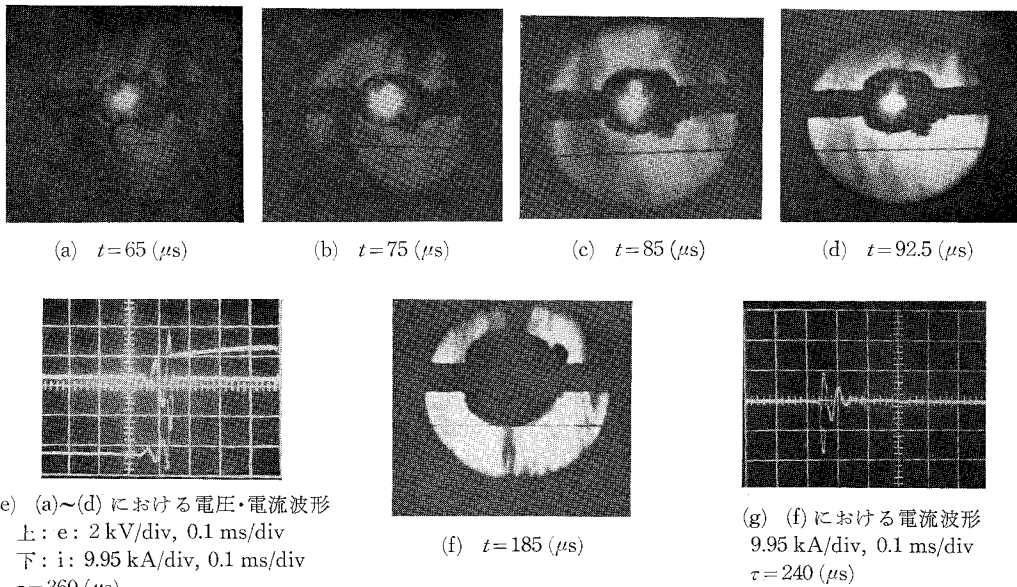 (a) t=65 (μs)
(b) t=75 (μs)
(c) t=85 (μs)
(d) t=92.5 (μs)
e) (a)~(d) における電圧・電流波形
上: e: 2 kV/div, 0.1 ms/div
下: i: 9.95 kA/div, 0.1 ms/div
(f) t=185 (μs)
(g) (f) における電流波形
9.95 kA/div, 0.1 ms/div
τ=240 (μs)